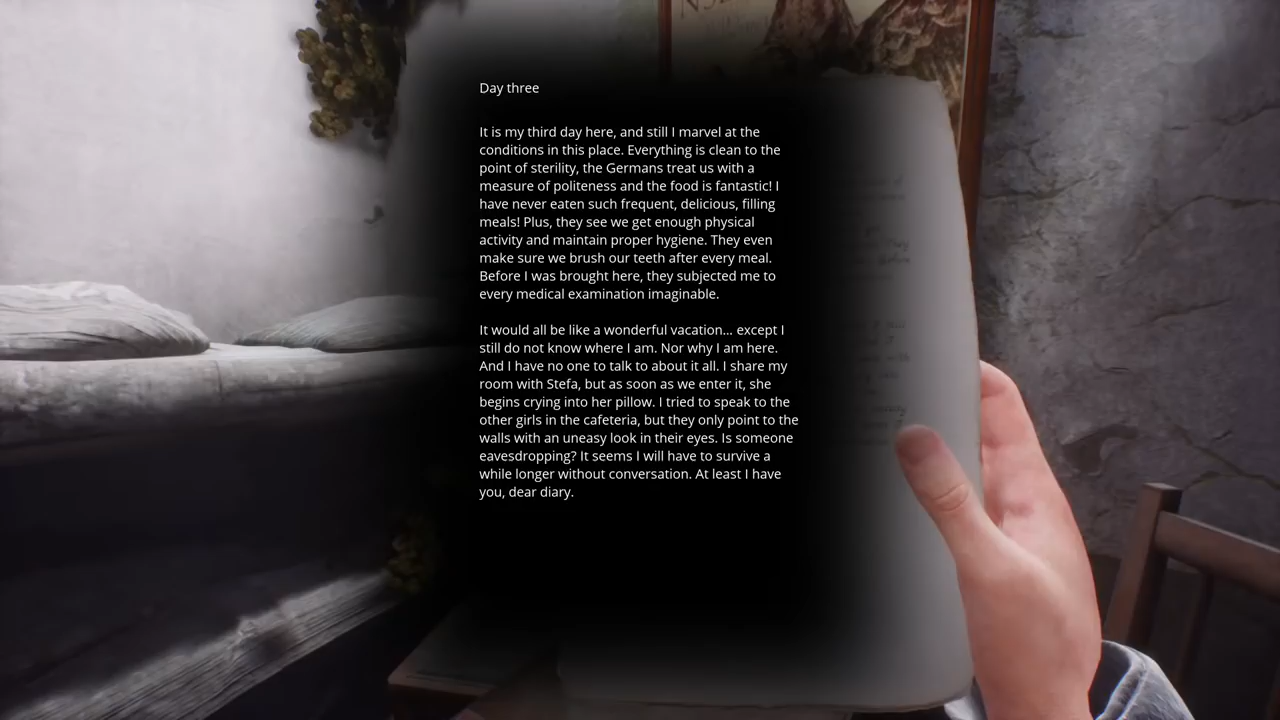 Day three
It is my third day here, and still I marvel at the
conditions in this place. Everything is clean to the
point of sterility, the Germans treat us with a
measure of politeness and the food is fantastic! I
have never eaten such frequent, delicious, filling
meals! Plus, they see we get enough physical
activity and maintain proper hygiene. They even
make sure we brush our teeth after every meal.
Before I was brought here, they subjected me to
every medical examination imaginable.
It would all be like a wonderful vacation... except I
still do not know where I am. Nor why I am here.
And I have no one to talk to about it all. I share my
room with Stefa, but as soon as we enter it, she
begins crying into her pillow. I tried to speak to the
other girls in the cafeteria, but they only point to the
walls with an uneasy look in their eyes. Is someone
eavesdropping? It seems I will have to survive a
while longer without conversation. At least I have
you, dear diary.